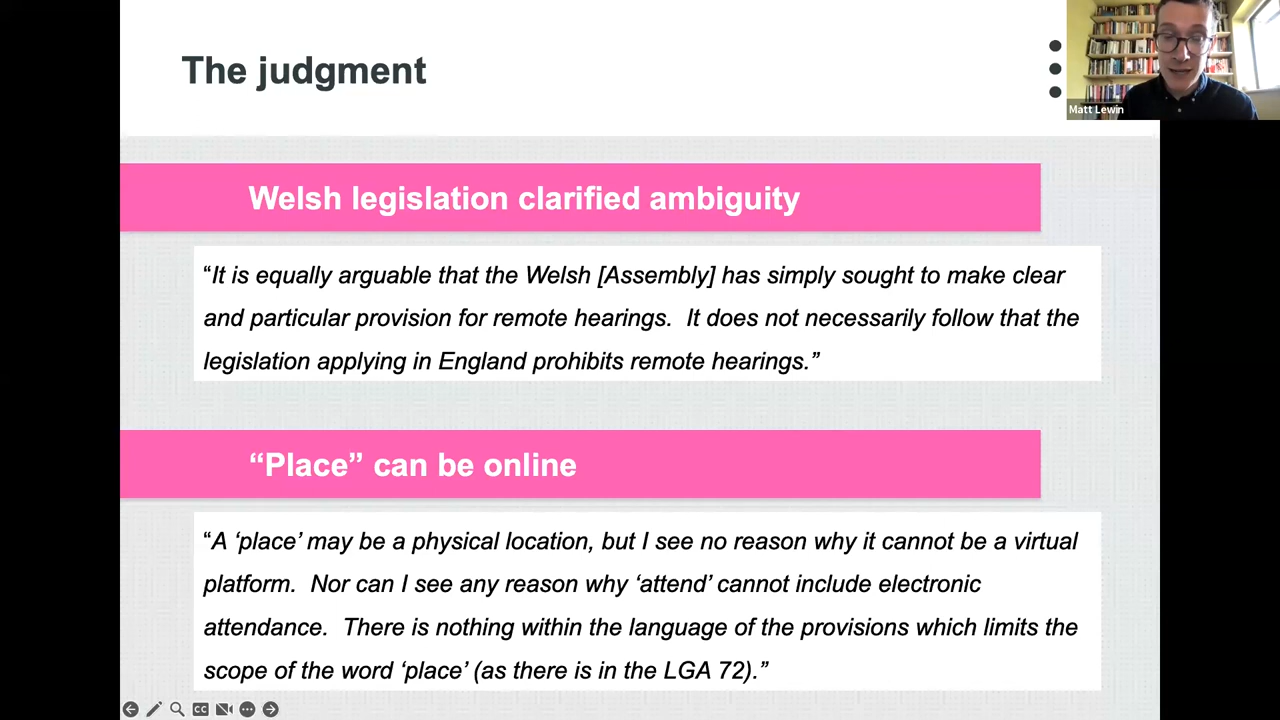 The judgment
Matt Lewin
Welsh legislation clarified ambiguity
“It is equally arguable that the Welsh [Assembly] has simply sought to make clear
and particular provision for remote hearings.  It does not necessarily follow that the
legislation applying in England prohibits remote hearings.”
“Place” can be online
“A ‘place’ may be a physical location, but I see no reason why it cannot be a virtual
platform.  Nor can I see any reason why ‘attend’ cannot include electronic
attendance.  There is nothing within the language of the provisions which limits the
scope of the word ‘place’ (as there is in the LGA 72).”
CC